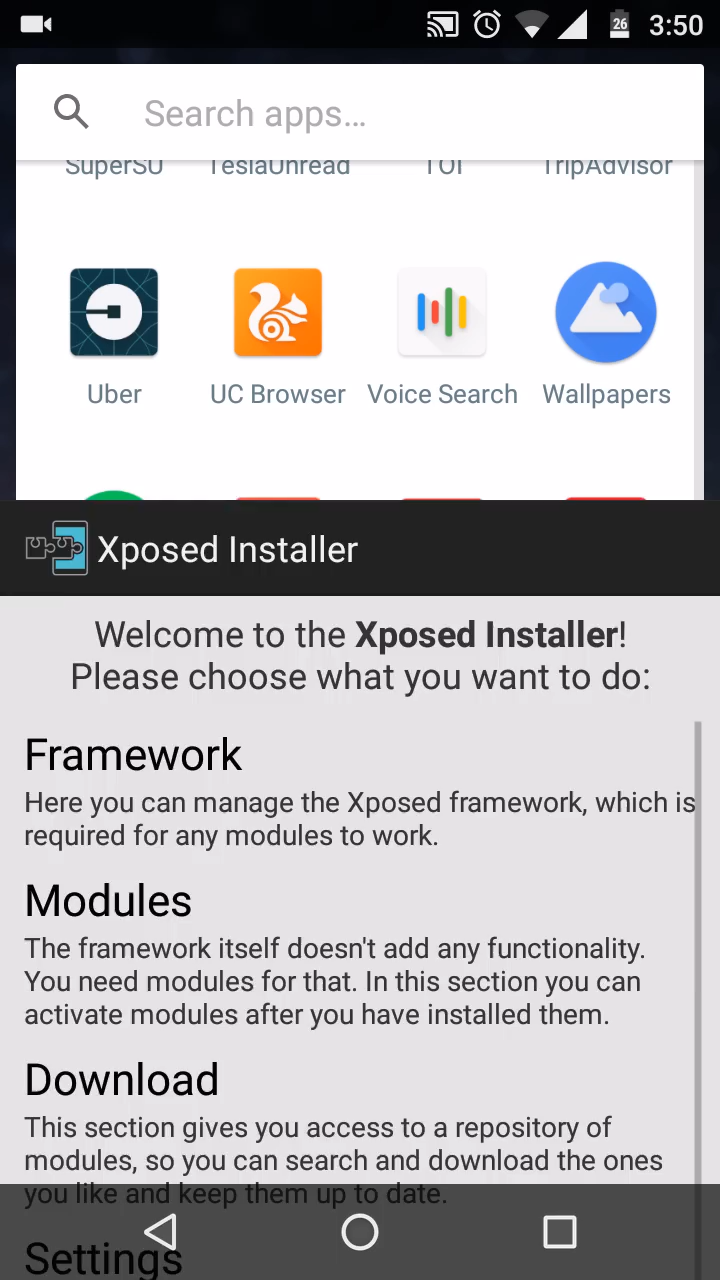 26 3:50
Search apps...
SuperSU TeslaUnread TOI TripAdvisor
Uber UC Browser Voice Search Wallpapers
Xposed Installer
Welcome to the Xposed Installer!
Please choose what you want to do:
Framework
Here you can manage the Xposed framework, which is
required for any modules to work.
Modules
The framework itself doesn't add any functionality.
You need modules for that. In this section you can
activate modules after you have installed them.
Download
This section gives you access to a repository of
modules, so you can search and download the ones
you like and keep them up to date.
Settings